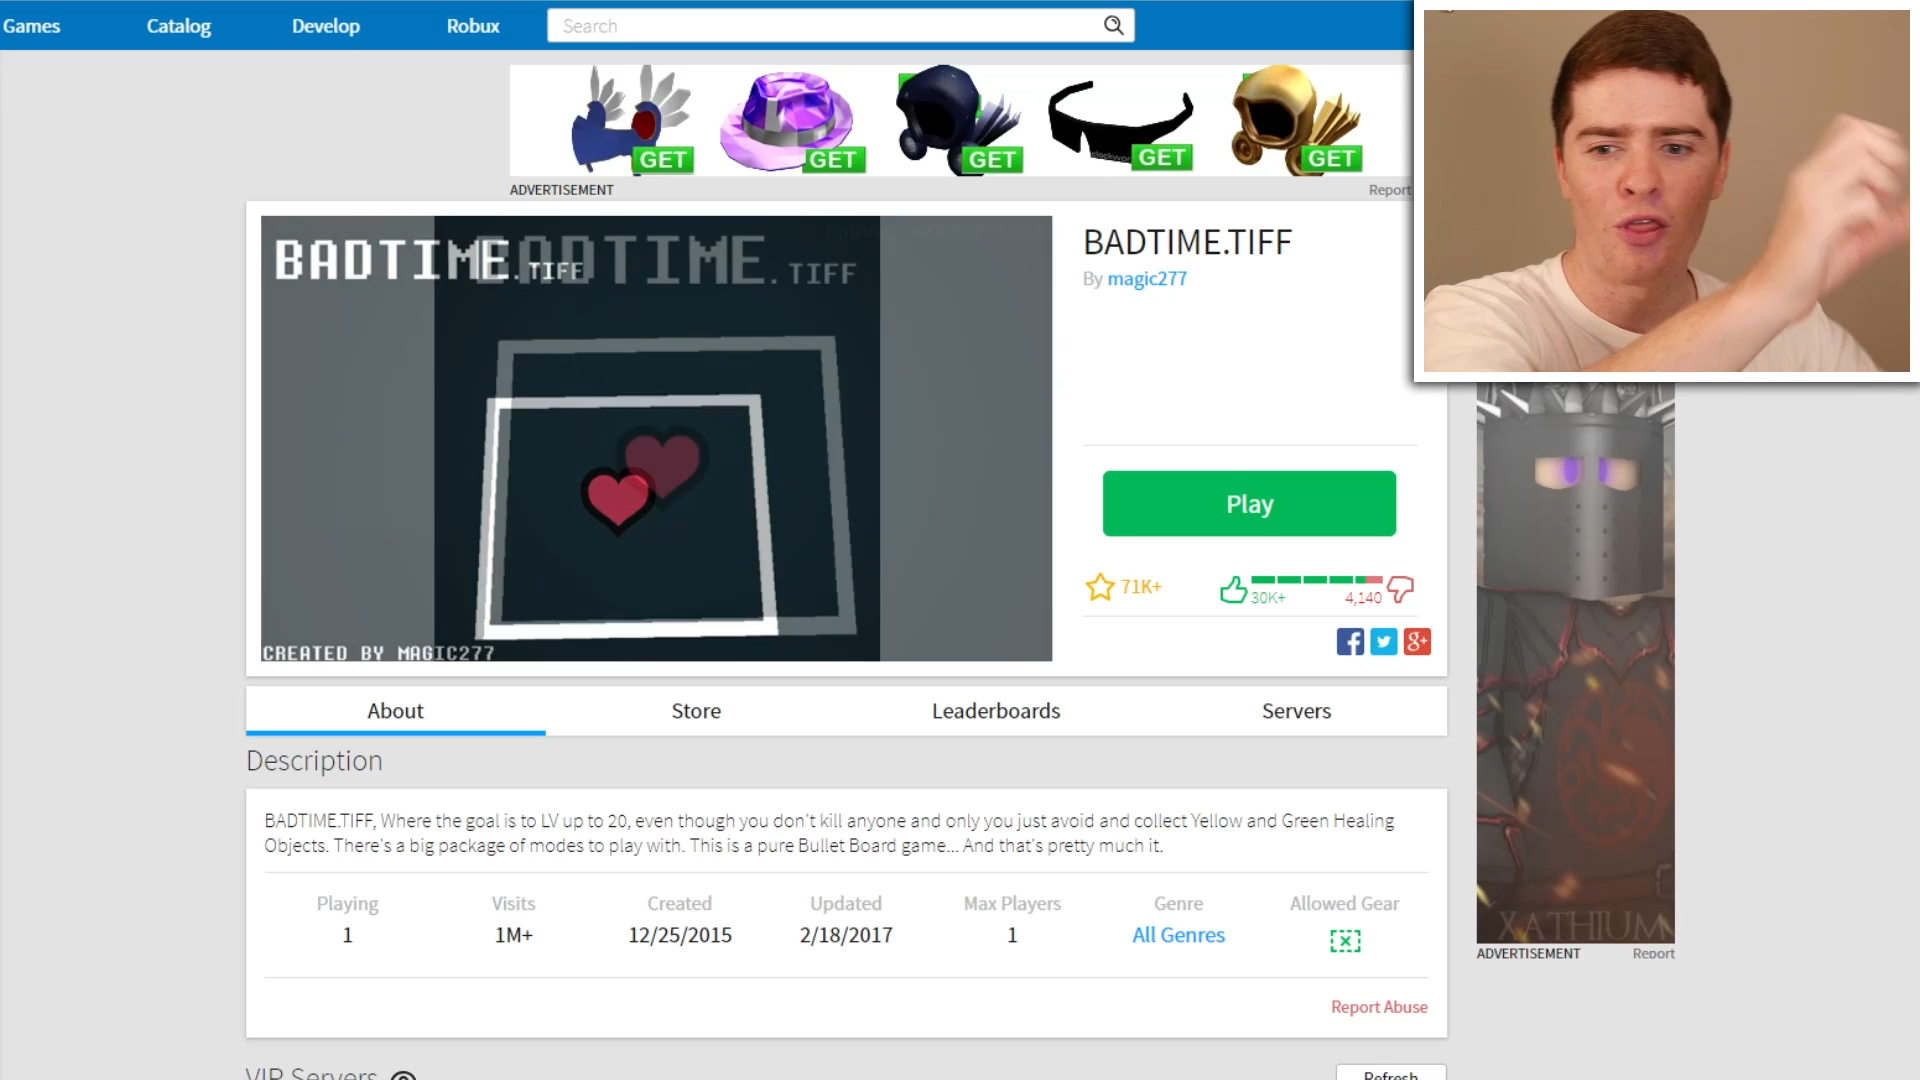 Games Catalog Develop Robux Search
GET GET GET GET GET
ADVERTISEMENT Report
BADTIME.TIFF
BADTIME.TIFF
CREATED BY MAGIC277
BADTIME.TIFF
By magic277
Play
71K+ 30K+ 4,140
About Store Leaderboards Servers
Description
BADTIME.TIFF, Where the goal is to LV up to 20, even though you don't kill anyone and only you just avoid and collect Yellow and Green Healing
Objects. There's a big package of modes to play with. This is a pure Bullet Board game... And that's pretty much it.
Playing Visits Created Updated Max Players Genre Allowed Gear
1 1M+ 12/25/2015 2/18/2017 1 All Genres
Report Abuse
XATHIUM
ADVERTISEMENT Report
VIP Servers
Refresh